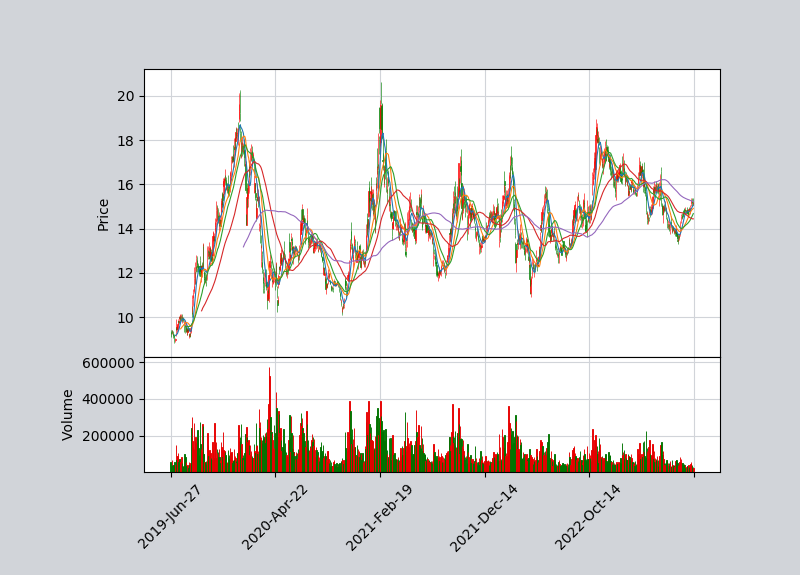 20
18
16
14
12
10
Price
600000
400000
200000
Volume
2019-Jun-27
2020-Apr-22
2021-Feb-19
2021-Dec-14
2022-Oct-14